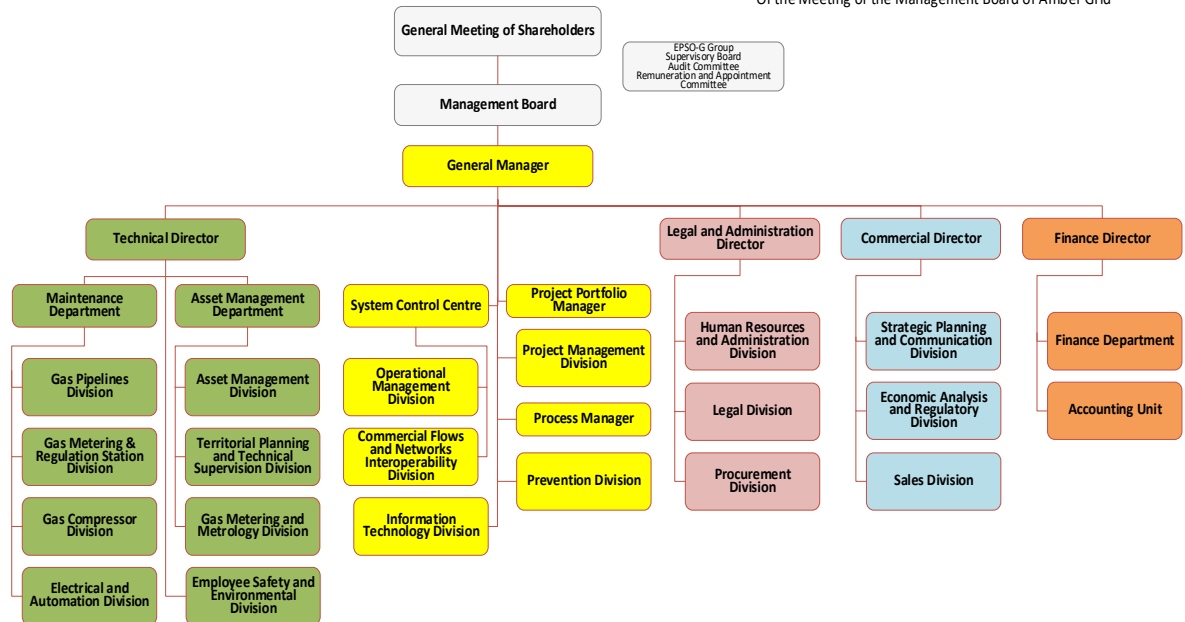 Of the Meeting of the Management Board of Amber Grid
General Meeting of Shareholders
EPSO-G Group
Supervisory Board
Audit Committee
Remuneration and Appointment
Committee
Management Board
General Manager
Technical Director
Legal and Administration
Director
Commercial Director
Finance Director
Maintenance
Department
Asset Management
Department
System Control Centre
Project Portfolio
Manager
Human Resources
and Administration
Division
Strategic Planning
and Communication
Division
Finance Department
Project Management
Division
Gas Pipelines
Division
Asset Management
Division
Operational
Management
Division
Process Manager
Legal Division
Economic Analysis
and Regulatory
Division
Accounting Unit
Gas Metering &
Regulation Station
Division
Territorial Planning
and Technical
Supervision Division
Commercial Flows
and Networks
Interoperability
Division
Prevention Division
Procurement
Division
Sales Division
Gas Compressor
Division
Gas Metering and
Metrology Division
Information
Technology Division
Electrical and
Automation Division
Employee Safety and
Environmental
Division